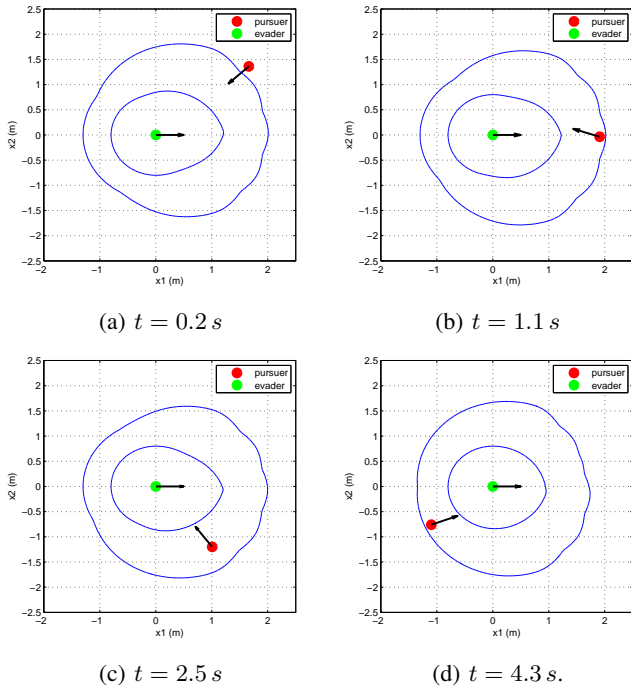 2.5
2
1.5
1
0.5
0
−0.5
−1
−1.5
−2
−2.5
x2 (m)
−2 −1 0 1 2
x1 (m)
pursuer
evader
(a) t = 0.2 s
2.5
2
1.5
1
0.5
0
−0.5
−1
−1.5
−2
−2.5
x2 (m)
−2 −1 0 1 2
x1 (m)
pursuer
evader
(b) t = 1.1 s
2.5
2
1.5
1
0.5
0
−0.5
−1
−1.5
−2
−2.5
x2 (m)
−2 −1 0 1 2
x1 (m)
pursuer
evader
(c) t = 2.5 s
2.5
2
1.5
1
0.5
0
−0.5
−1
−1.5
−2
−2.5
x2 (m)
−2 −1 0 1 2
x1 (m)
pursuer
evader
(d) t = 4.3 s.